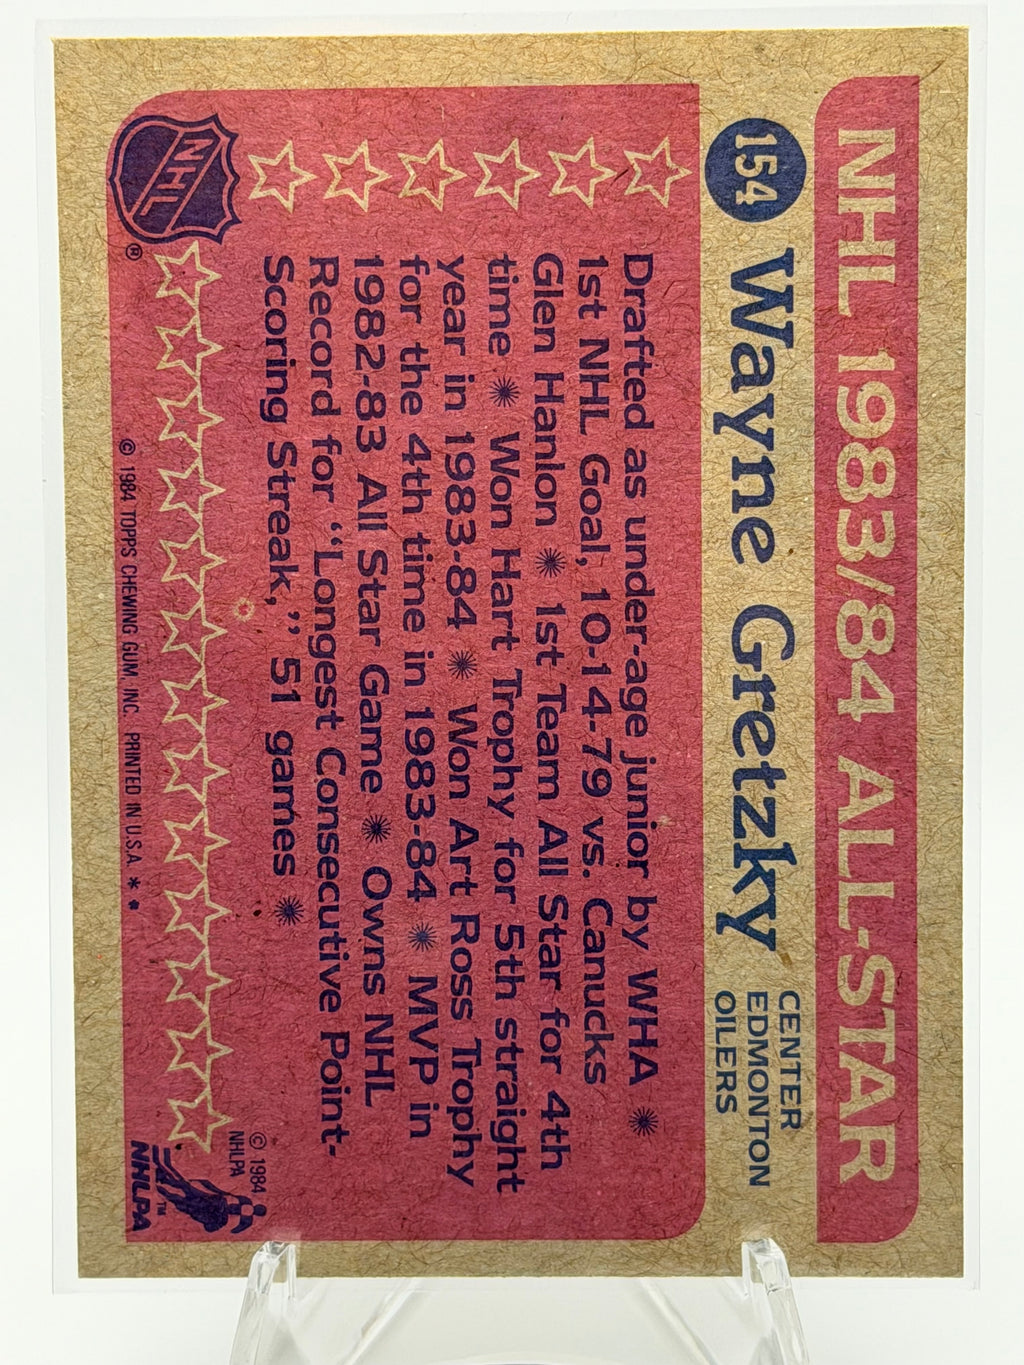 NHL 1983/84 ALL-STAR
154
Wayne Gretzky
CENTER
EDMONTON
OILERS
Drafted as under-age junior by WHA
1st NHL Goal, 10-14-79 vs. Canucks
Glen Hanlon 1st Team All Star for 4th
time Won Hart Trophy for 5th straight
year in 1983-84 Won Art Ross Trophy
for the 4th time in 1983-84 MVP in
1982-83 All Star Game Owns NHL
Record for “Longest Consecutive Point-
Scoring Streak,” 51 games
NHL
®
© 1984
NHLPA
NHLPA
TM
© 1984 TOPPS CHEWING GUM, INC. PRINTED IN U.S.A. * *